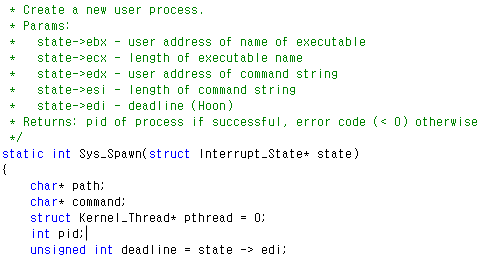 * Create a new user process.
* Params:
*   state->ebx - user address of name of executable
*   state->ecx - length of executable name
*   state->edx - user address of command string
*   state->esi - length of command string
*   state->edi - deadline (Hoon)
* Returns: pid of process if successful, error code (< 0) otherwise
*/
static int Sys_Spawn(struct Interrupt_State* state)
{
    char* path;
    char* command;
    struct Kernel_Thread* pthread = 0;
    int pid;
    unsigned int deadline = state -> edi;